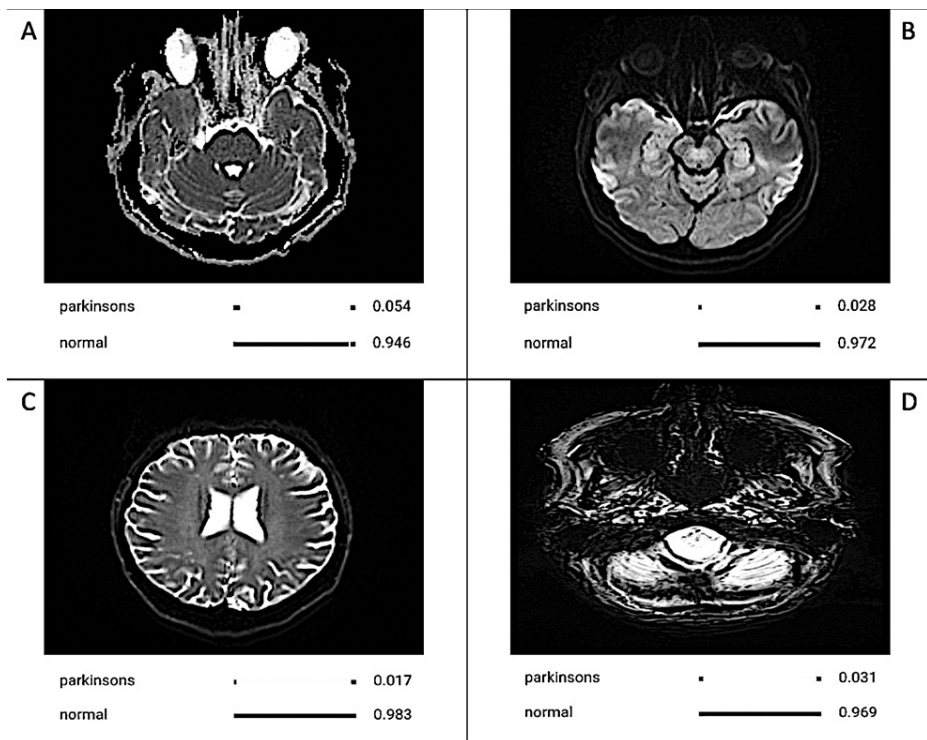 A
parkinsons 0.054
normal 0.946
B
parkinsons 0.028
normal 0.972
C
parkinsons 0.017
normal 0.983
D
parkinsons 0.031
normal 0.969